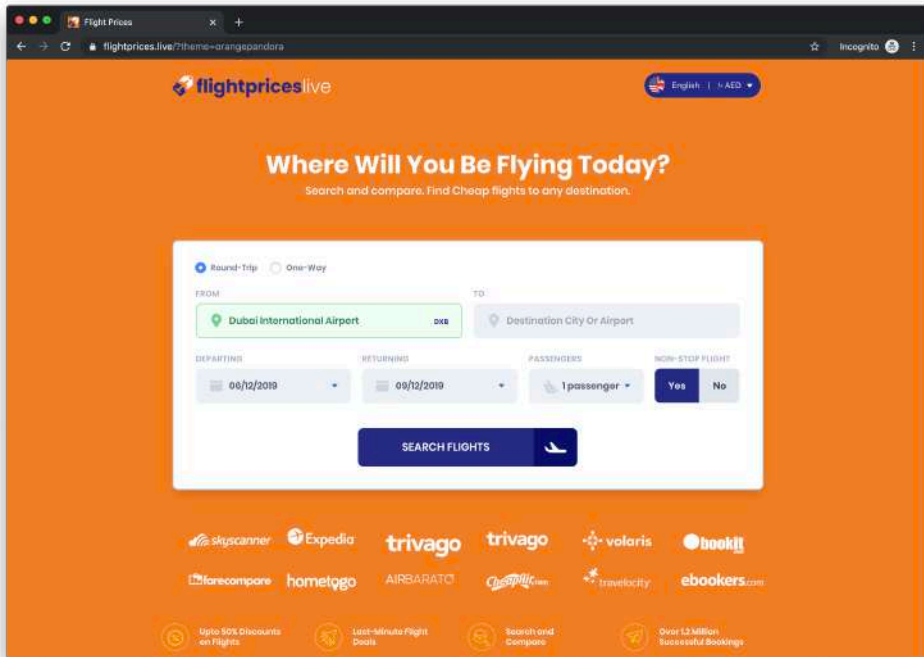 Flight Prices
flightprices.live/?theme=orangepandora
Incognito
flightpriceslive
English | AED
Where Will You Be Flying Today?
Search and compare. Find Cheap flights to any destination.
Round-Trip One-Way
FROM TO
Dubai International Airport DXB Destination City Or Airport
DEPARTING RETURNING PASSENGERS NON-STOP FLIGHT
06/12/2019 09/12/2019 1 passenger Yes No
SEARCH FLIGHTS
skyscanner Expedia trivago trivago volaris bookit
farecompare hometogo AIRBARATO Cheapflic.com travelocity ebookers.com
Upto 50% Discounts on Flights
Last-Minute Flight Deals
Search and Compare
Over 1.2 Million Successful Bookings